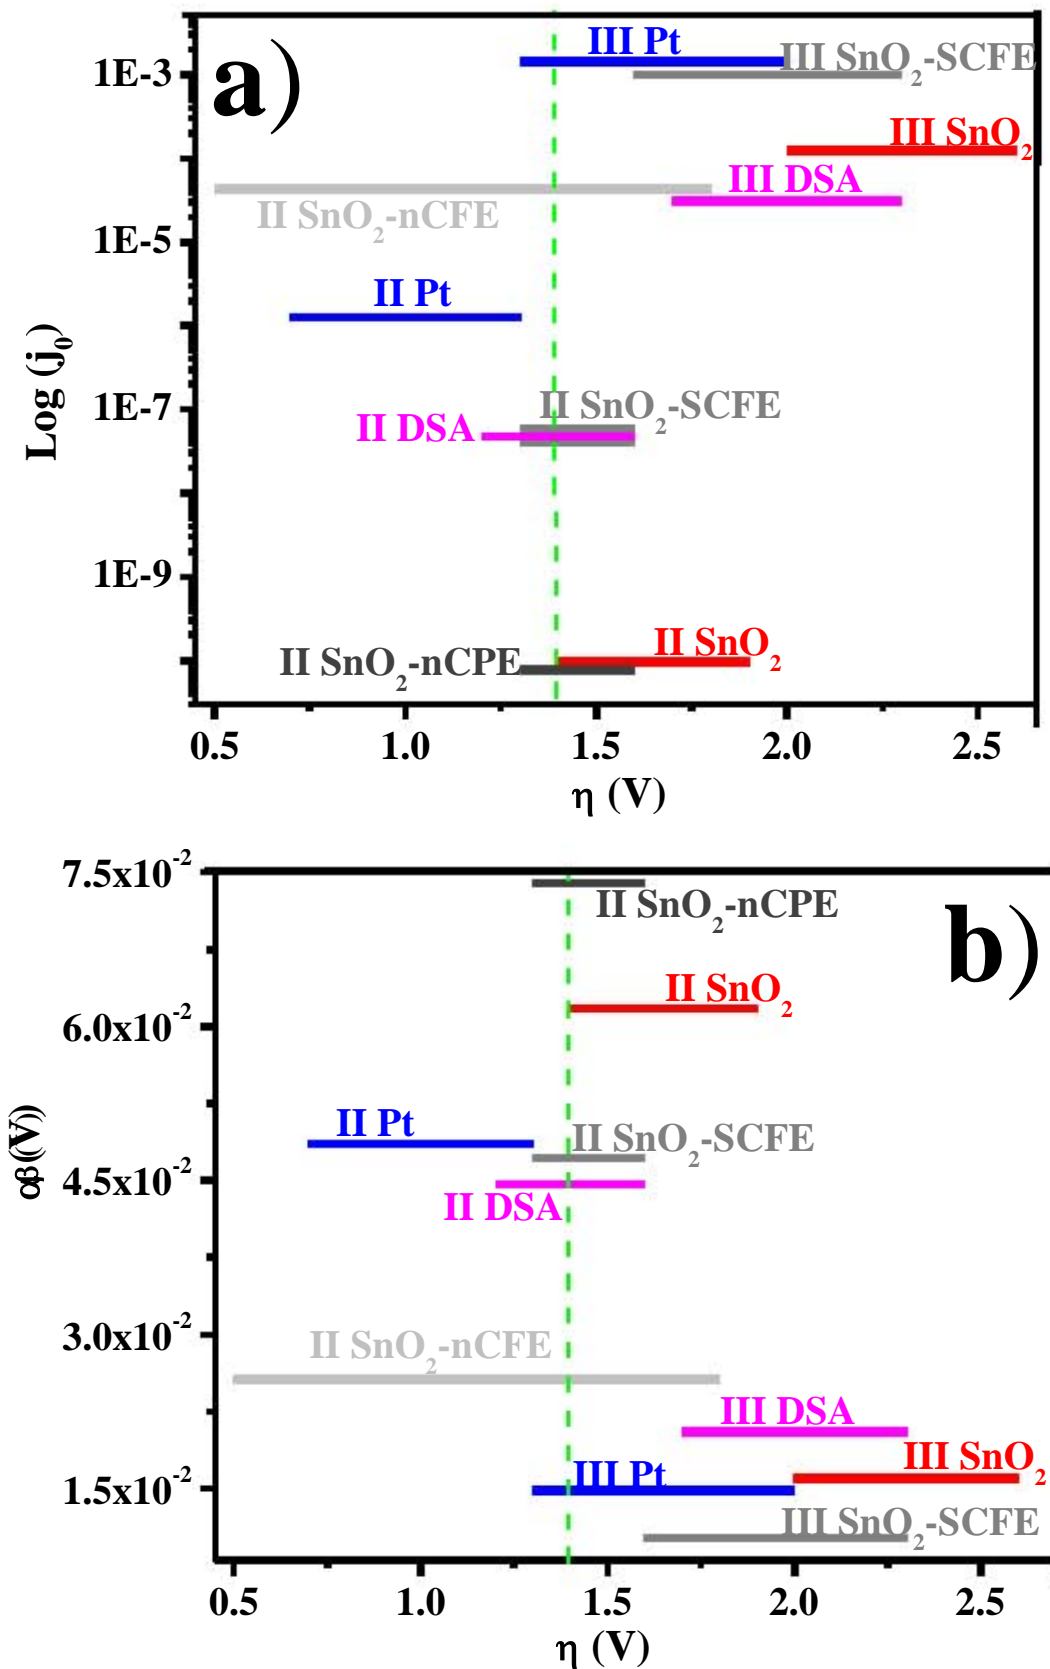 a)
III Pt
III SnO₂-SCFE
1E-3
III SnO₂
III DSA
II SnO₂-nCFE
1E-5
II Pt
Log (j₀)
1E-7
II SnO₂-SCFE
II DSA
1E-9
II SnO₂
II SnO₂-nCPE
0.5 1.0 1.5 2.0 2.5
η (V)
7.5x10⁻²
II SnO₂-nCPE
b)
II SnO₂
6.0x10⁻²
II Pt
II SnO₂-SCFE
4.5x10⁻²
II DSA
3.0x10⁻²
II SnO₂-nCFE
III DSA
III SnO₂
III Pt
1.5x10⁻²
III SnO₂-SCFE
0.5 1.0 1.5 2.0 2.5
η (V)